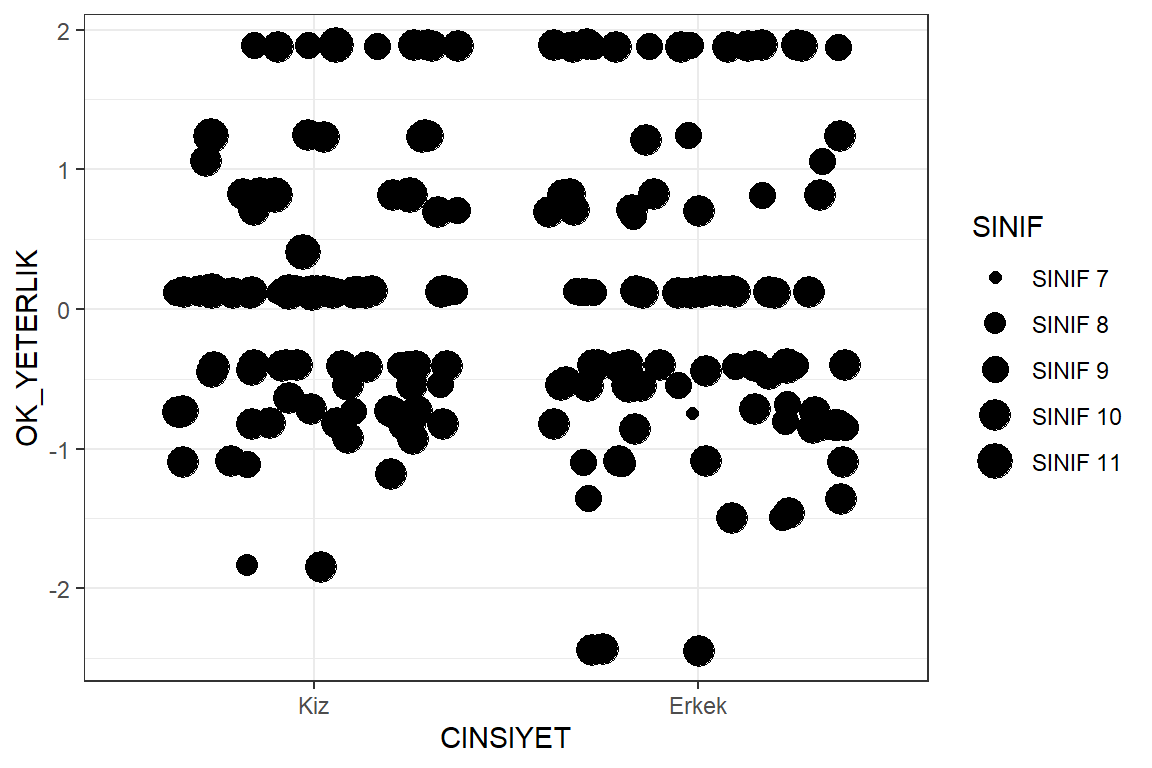 2
1
0
-1
-2
OK_YETERLIK
Kiz
Erkek
CINSIYET
SINIF
SINIF 7
SINIF 8
SINIF 9
SINIF 10
SINIF 11